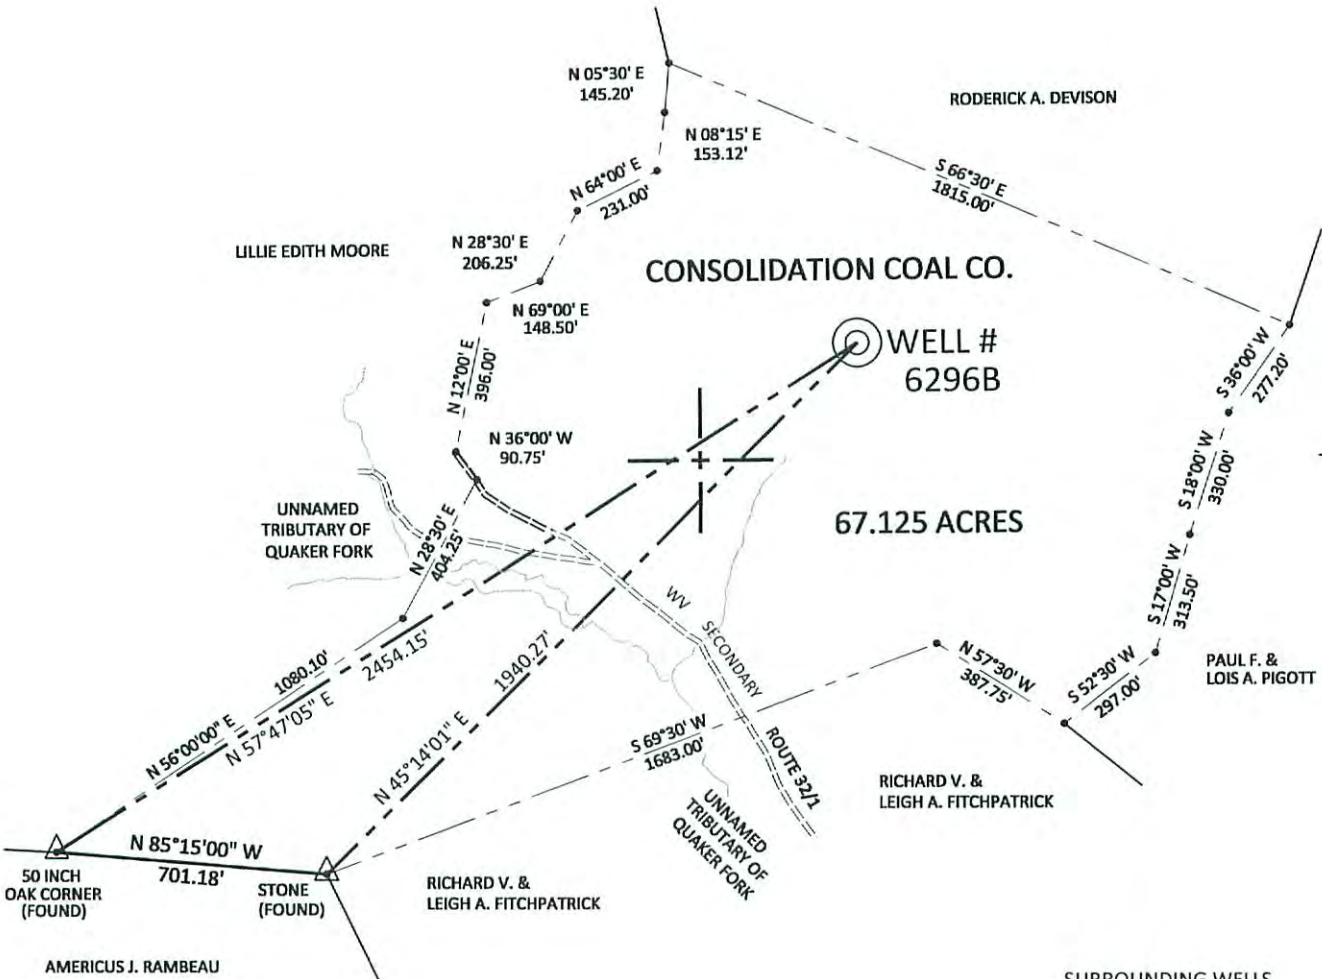 N 05°30' E
145.20'
RODERICK A. DEVISON
N 08°15' E
153.12'
N 64°00' E
231.00'
S 66°30' E
1815.00'
LILLIE EDITH MOORE
N 28°30' E
206.25'
CONSOLIDATION COAL CO.
N 69°00' E
148.50'
WELL #
6296B
S 36°00' W
277.20'
N 12°00' E
396.00'
N 36°00' W
90.75'
S 18°00' W
330.00'
UNNAMED
TRIBUTARY OF
QUAKER FORK
67.125 ACRES
N 28°30' E
404.25'
WV SECONDARY ROUTE 32/1
S 17°00' W
313.50'
1080.10'
2454.15'
1940.27'
N 57°30' W
387.75'
S 52°30' W
297.00'
PAUL F. &
LOIS A. PIGOTT
N 56°00'00" E
N 57°47'05" E
N 45°14'01" E
S 69°30' W
1683.00'
UNNAMED
TRIBUTARY OF
QUAKER FORK
RICHARD V. &
LEIGH A. FITCHPATRICK
N 85°15'00" W
701.18'
50 INCH
OAK CORNER
(FOUND)
STONE
(FOUND)
RICHARD V. &
LEIGH A. FITCHPATRICK
AMERICUS J. RAMBEAU
SURROUNDING WELLS